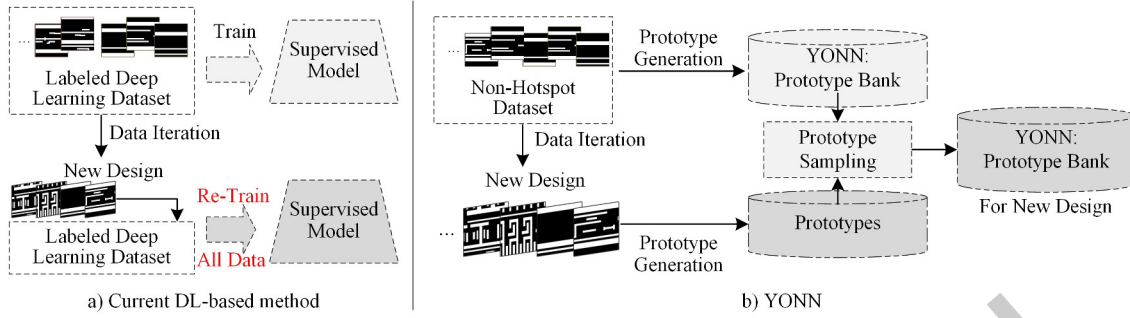 ...
Labeled Deep
Learning Dataset
Train
Supervised
Model
Data Iteration
New Design
Labeled Deep
Learning Dataset
Re-Train
All Data
Supervised
Model
a) Current DL-based method
...
Non-Hotspot
Dataset
Prototype
Generation
YONN:
Prototype Bank
Data Iteration
Prototype
Sampling
YONN:
Prototype Bank
For New Design
New Design
...
Prototype
Generation
Prototypes
b) YONN